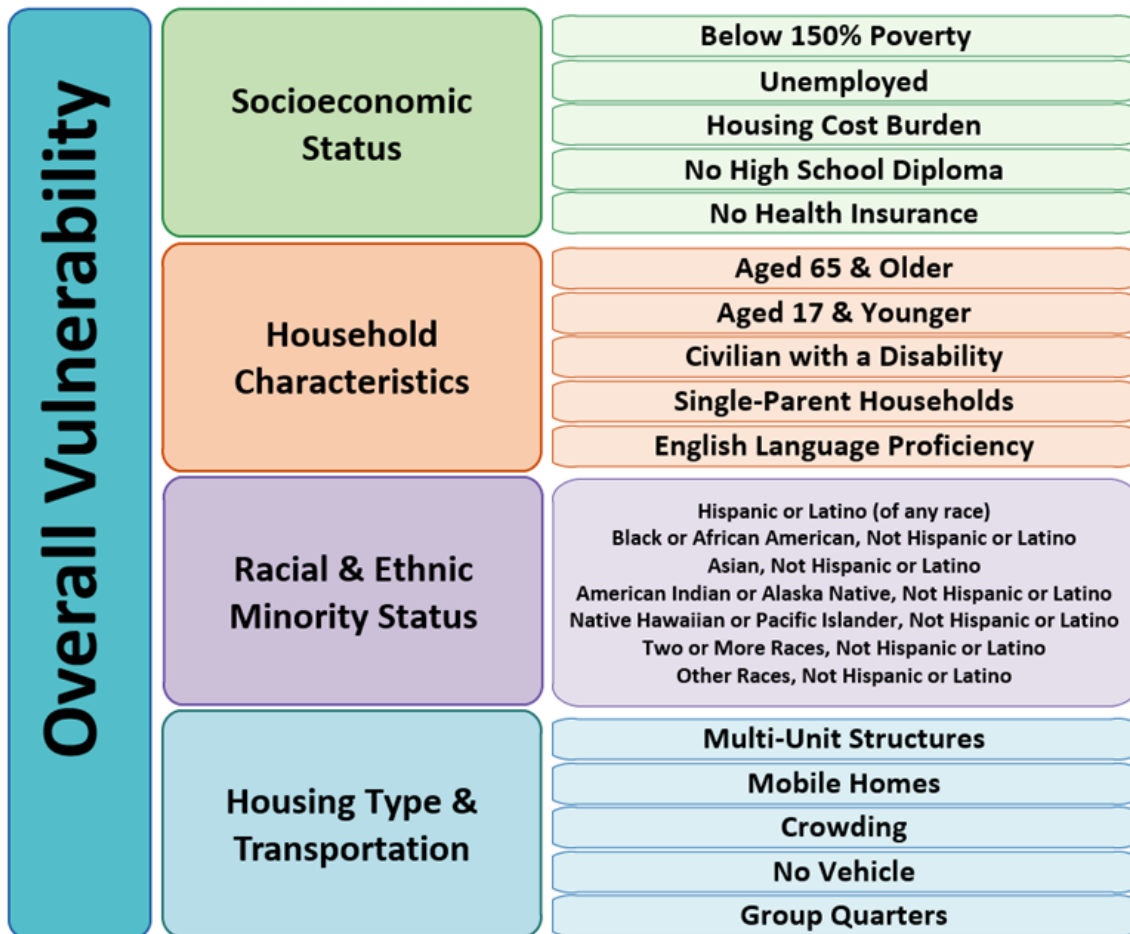 Overall Vulnerability
Socioeconomic
Status
Below 150% Poverty
Unemployed
Housing Cost Burden
No High School Diploma
No Health Insurance
Household
Characteristics
Aged 65 & Older
Aged 17 & Younger
Civilian with a Disability
Single-Parent Households
English Language Proficiency
Racial & Ethnic
Minority Status
Hispanic or Latino (of any race)
Black or African American, Not Hispanic or Latino
Asian, Not Hispanic or Latino
American Indian or Alaska Native, Not Hispanic or Latino
Native Hawaiian or Pacific Islander, Not Hispanic or Latino
Two or More Races, Not Hispanic or Latino
Other Races, Not Hispanic or Latino
Housing Type &
Transportation
Multi-Unit Structures
Mobile Homes
Crowding
No Vehicle
Group Quarters